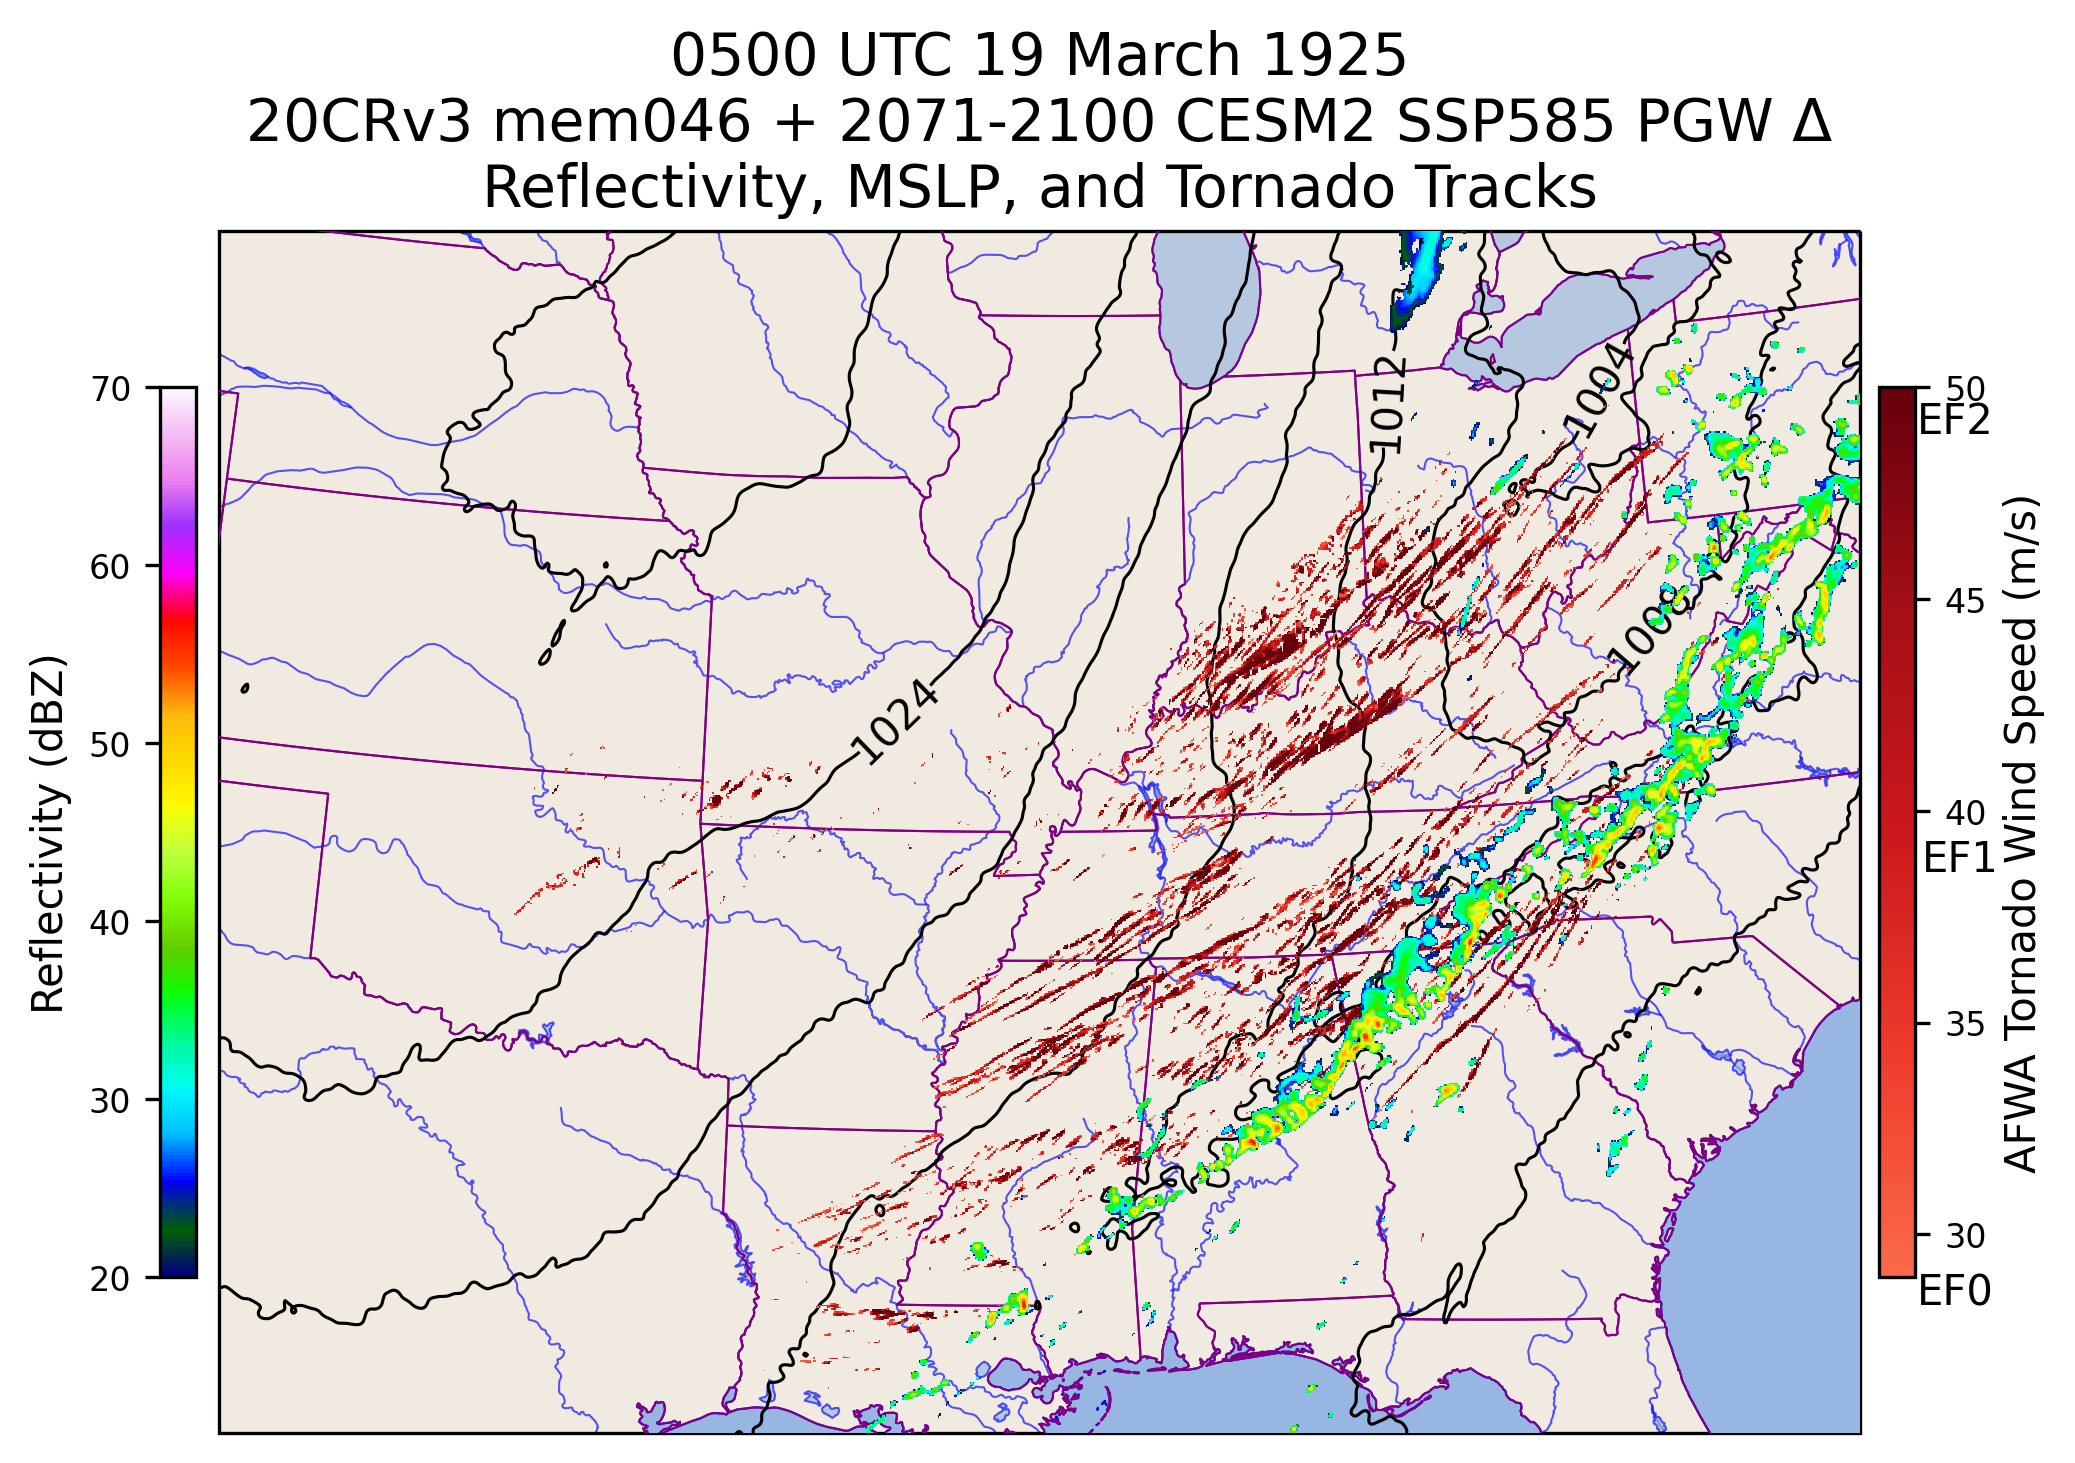 0500 UTC 19 March 1925
20CRv3 mem046 + 2071-2100 CESM2 SSP585 PGW Δ
Reflectivity, MSLP, and Tornado Tracks
Reflectivity (dBZ)
70
60
50
40
30
20
1012
1004
1008
1024
50
EF2
45
40
EF1
35
30
EF0
AFWA Tornado Wind Speed (m/s)